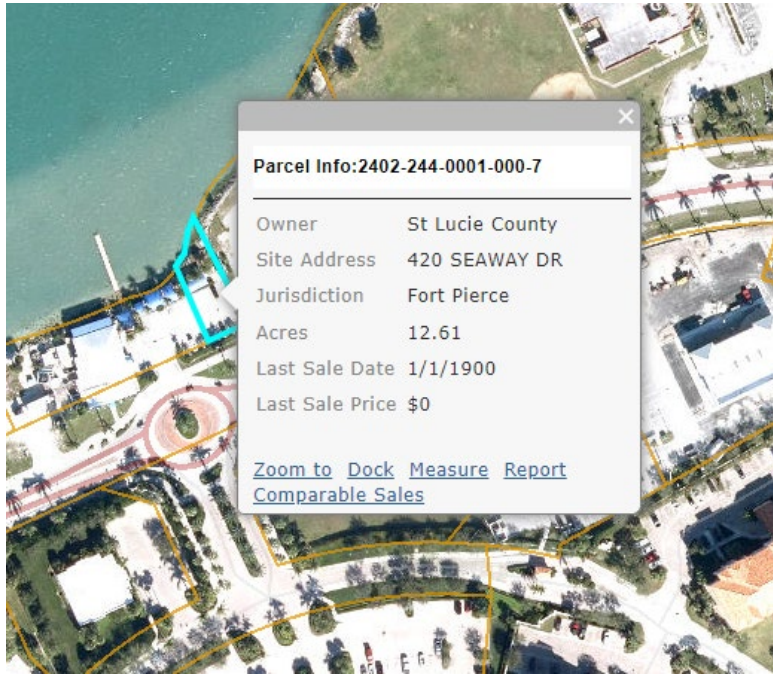 Parcel Info:2402-244-0001-000-7
Owner St Lucie County
Site Address 420 SEAWAY DR
Jurisdiction Fort Pierce
Acres 12.61
Last Sale Date 1/1/1900
Last Sale Price $0
Zoom to Dock Measure Report
Comparable Sales